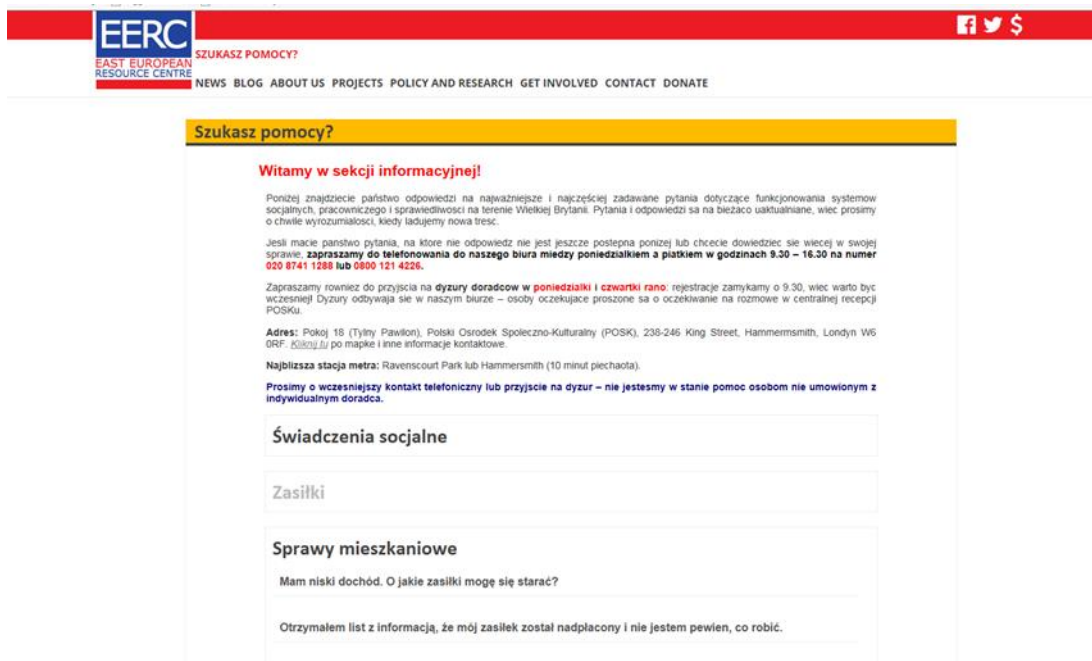 EERC
EAST EUROPEAN
RESOURCE CENTRE
SZUKASZ POMOCY?
NEWS BLOG ABOUT US PROJECTS POLICY AND RESEARCH GET INVOLVED CONTACT DONATE
Szukasz pomocy?
Witamy w sekcji informacyjnej!
Poniżej znajdziecie państwo odpowiedzi na najważniejsze i najczęściej zadawane pytania dotyczące funkcjonowania systemow
socjalnych, pracowniczego i sprawiedliwosci na terenie Wielkiej Brytanii. Pytania i odpowiedzi sa na bieżaco uaktualniane, wiec prosimy
o chwile wyrozumialosci, kiedy ladujemy nowa tresc.
Jesli macie panstwo pytania, na ktore nie odpowiedz nie jest jeszcze postepna ponizej lub chcecie dowiedziec sie wiecej w swojej
sprawie, zapraszamy do telefonowania do naszego biura miedzy poniedzialkiem a piatkiem w godzinach 9.30 – 16.30 na numer
020 8741 1288 lub 0800 121 4226.
Zapraszamy rowniez do przyjscia na dyzury doradcow w poniedzialki i czwartki rano: rejestracje zamykamy o 9.30, wiec warto byc
wczesniej! Dyzury odbywaja sie w naszym biurze – osoby oczekujace proszone sa o oczekiwanie na rozmowe w centralnej recepcji
POSKu.
Adres: Pokoj 18 (Tylny Pawilon), Polski Osrodek Spoleczno-Kulturalny (POSK), 238-246 King Street, Hammermsmith, Londyn W6
0RF. Kliknij tu po mapke i inne informacje kontaktowe.
Najblizsza stacja metra: Ravenscourt Park lub Hammersmith (10 minut piechaota).
Prosimy o wczesniejszy kontakt telefoniczny lub przyjscie na dyzur – nie jestesmy w stanie pomoc osobom nie umowionym z
indywidualnym doradca.
Świadczenia socjalne
Zasiłki
Sprawy mieszkaniowe
Mam niski dochód. O jakie zasiłki mogę się starać?
Otrzymałem list z informacją, że mój zasiłek został nadpłacony i nie jestem pewien, co robić.